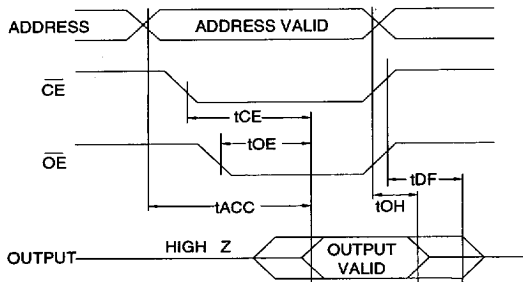 ADDRESS
ADDRESS VALID
CE
tCE
OE
tOE
tDF
tACC
tOH
OUTPUT
HIGH Z
OUTPUT
VALID